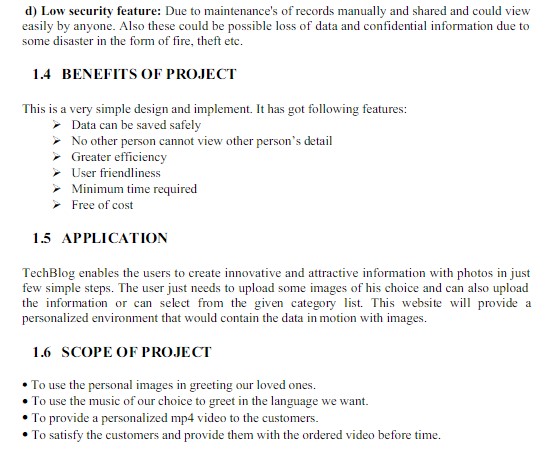 d) Low security feature: Due to maintenance's of records manually and shared and could view
easily by anyone. Also these could be possible loss of data and confidential information due to
some disaster in the form of fire, theft etc.
1.4 BENEFITS OF PROJECT
This is a very simple design and implement. It has got following features:
➢ Data can be saved safely
➢ No other person cannot view other person's detail
➢ Greater efficiency
➢ User friendliness
➢ Minimum time required
➢ Free of cost
1.5 APPLICATION
TechBlog enables the users to create innovative and attractive information with photos in just
few simple steps. The user just needs to upload some images of his choice and can also upload
the information or can select from the given category list. This website will provide a
personalized environment that would contain the data in motion with images.
1.6 SCOPE OF PROJECT
• To use the personal images in greeting our loved ones.
• To use the music of our choice to greet in the language we want.
• To provide a personalized mp4 video to the customers.
• To satisfy the customers and provide them with the ordered video before time.